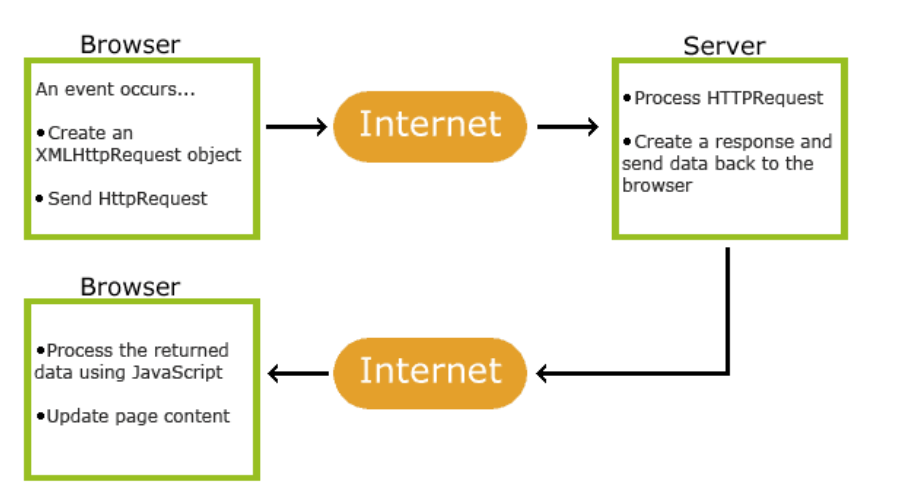 Browser
An event occurs...
•Create an
XMLHttpRequest object
• Send HttpRequest
Internet
Server
•Process HTTPRequest
•Create a response and
send data back to the
browser
Browser
•Process the returned
data using JavaScript
•Update page content
Internet